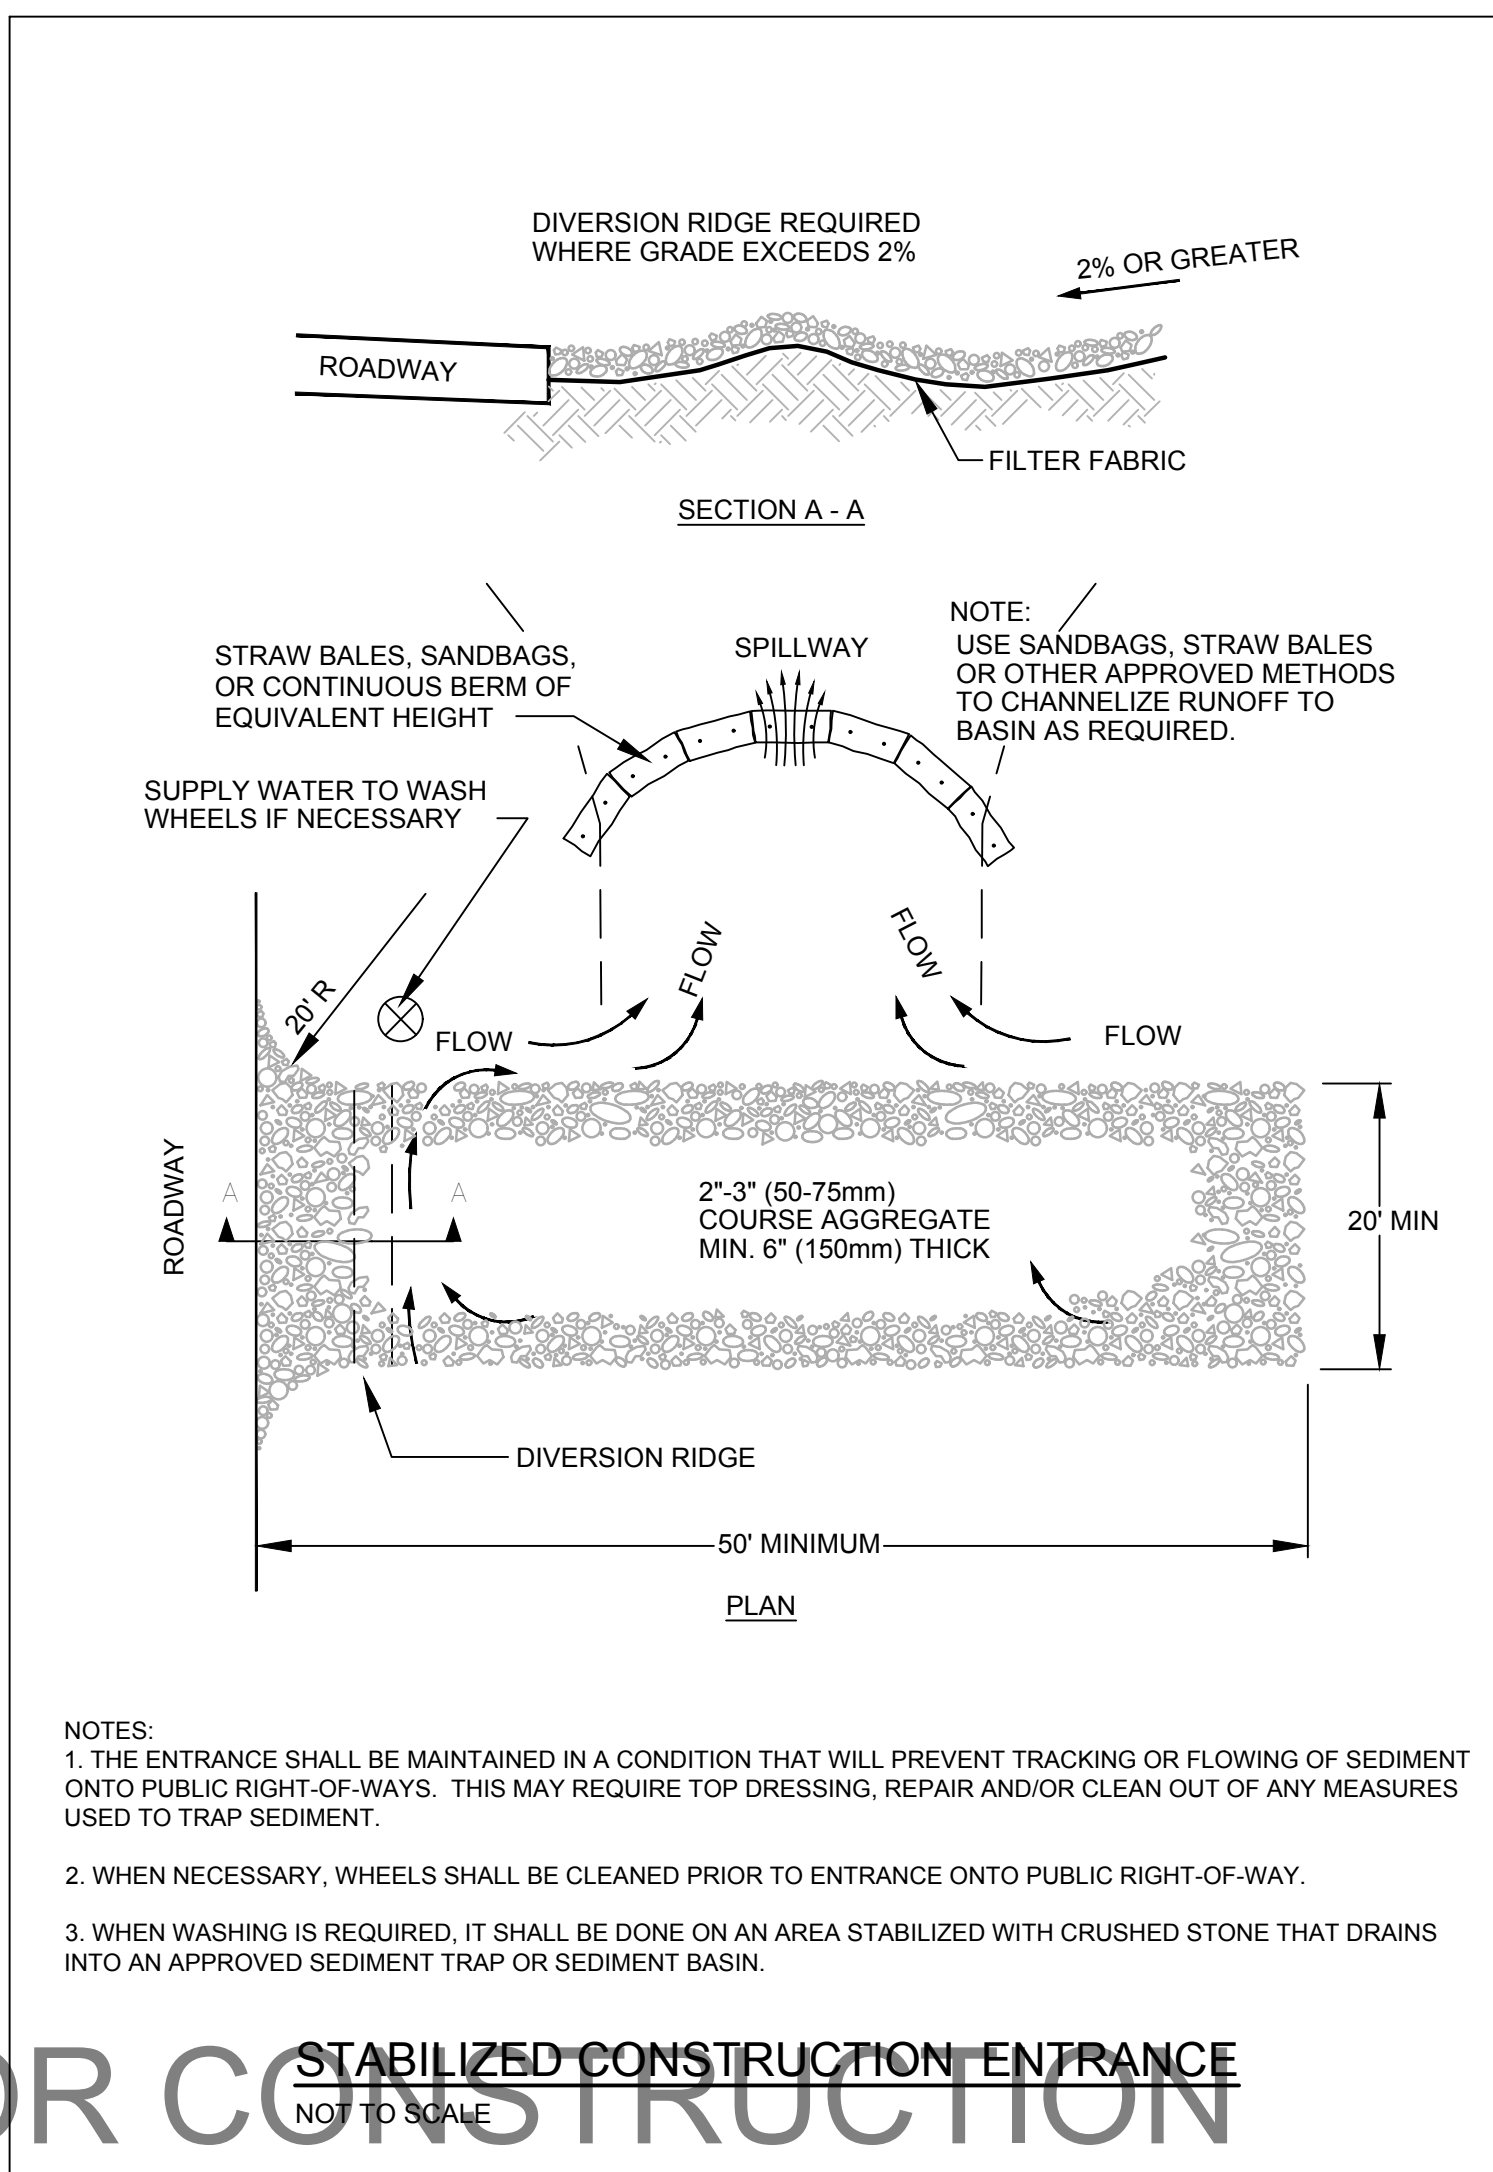 DIVERSION RIDGE REQUIRED
WHERE GRADE EXCEEDS 2%
2% OR GREATER
ROADWAY
FILTER FABRIC
SECTION A - A
NOTE:
USE SANDBAGS, STRAW BALES
OR OTHER APPROVED METHODS
TO CHANNELIZE RUNOFF TO
BASIN AS REQUIRED.
SPILLWAY
STRAW BALES, SANDBAGS,
OR CONTINUOUS BERM OF
EQUIVALENT HEIGHT
SUPPLY WATER TO WASH
WHEELS IF NECESSARY
20' R
FLOW
FLOW
FLOW
FLOW
ROADWAY
A
A
2"-3" (50-75mm)
COURSE AGGREGATE
MIN. 6" (150mm) THICK
20' MIN
DIVERSION RIDGE
50' MINIMUM
PLAN
NOTES:
1. THE ENTRANCE SHALL BE MAINTAINED IN A CONDITION THAT WILL PREVENT TRACKING OR FLOWING OF SEDIMENT
ONTO PUBLIC RIGHT-OF-WAYS. THIS MAY REQUIRE TOP DRESSING, REPAIR AND/OR CLEAN OUT OF ANY MEASURES
USED TO TRAP SEDIMENT.
2. WHEN NECESSARY, WHEELS SHALL BE CLEANED PRIOR TO ENTRANCE ONTO PUBLIC RIGHT-OF-WAY.
3. WHEN WASHING IS REQUIRED, IT SHALL BE DONE ON AN AREA STABILIZED WITH CRUSHED STONE THAT DRAINS
INTO AN APPROVED SEDIMENT TRAP OR SEDIMENT BASIN.
STABILIZED CONSTRUCTION ENTRANCE
NOT TO SCALE
OR CONSTRUCTION